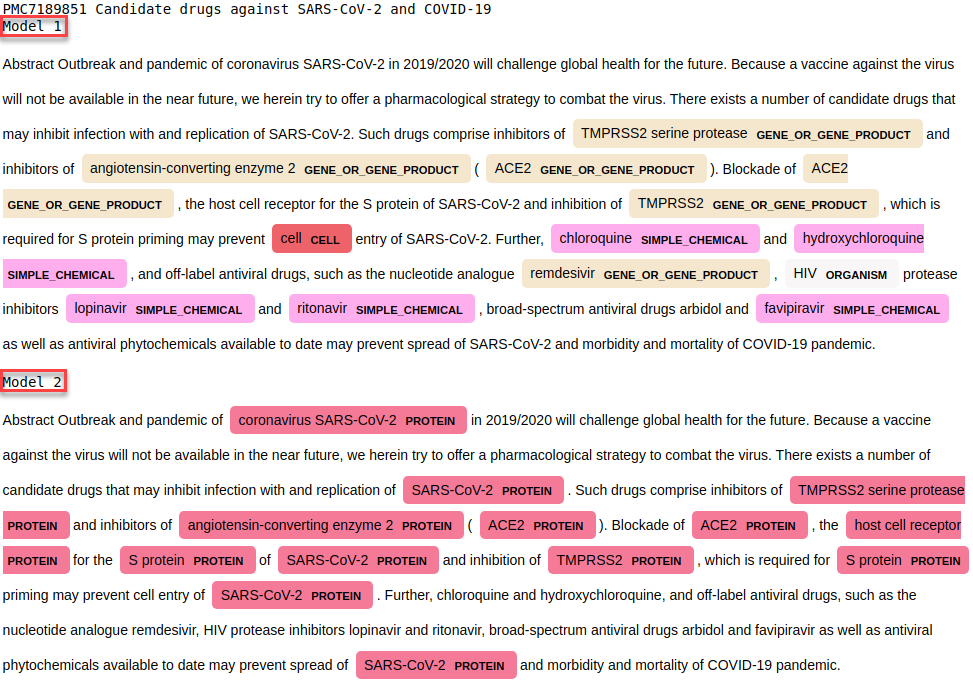 PMC7189851 Candidate drugs against SARS-CoV-2 and COVID-19
Model 1
Abstract Outbreak and pandemic of coronavirus SARS-CoV-2 in 2019/2020 will challenge global health for the future. Because a vaccine against the virus
will not be available in the near future, we herein try to offer a pharmacological strategy to combat the virus. There exists a number of candidate drugs that
may inhibit infection with and replication of SARS-CoV-2. Such drugs comprise inhibitors of TMPRSS2 serine protease GENE_OR_GENE_PRODUCT and
inhibitors of angiotensin-converting enzyme 2 GENE_OR_GENE_PRODUCT ( ACE2 GENE_OR_GENE_PRODUCT ). Blockade of ACE2
GENE_OR_GENE_PRODUCT , the host cell receptor for the S protein of SARS-CoV-2 and inhibition of TMPRSS2 GENE_OR_GENE_PRODUCT , which is
required for S protein priming may prevent cell CELL entry of SARS-CoV-2. Further, chloroquine SIMPLE_CHEMICAL and hydroxychloroquine
SIMPLE_CHEMICAL , and off-label antiviral drugs, such as the nucleotide analogue remdesivir GENE_OR_GENE_PRODUCT , HIV ORGANISM protease
inhibitors lopinavir SIMPLE_CHEMICAL and ritonavir SIMPLE_CHEMICAL , broad-spectrum antiviral drugs arbidol and favipiravir SIMPLE_CHEMICAL
as well as antiviral phytochemicals available to date may prevent spread of SARS-CoV-2 and morbidity and mortality of COVID-19 pandemic.
Model 2
Abstract Outbreak and pandemic of coronavirus SARS-CoV-2 PROTEIN in 2019/2020 will challenge global health for the future. Because a vaccine
against the virus will not be available in the near future, we herein try to offer a pharmacological strategy to combat the virus. There exists a number of
candidate drugs that may inhibit infection with and replication of SARS-CoV-2 PROTEIN . Such drugs comprise inhibitors of TMPRSS2 serine protease
PROTEIN and inhibitors of angiotensin-converting enzyme 2 PROTEIN ( ACE2 PROTEIN ). Blockade of ACE2 PROTEIN , the host cell receptor
PROTEIN for the S protein PROTEIN of SARS-CoV-2 PROTEIN and inhibition of TMPRSS2 PROTEIN , which is required for S protein PROTEIN
priming may prevent cell entry of SARS-CoV-2 PROTEIN . Further, chloroquine and hydroxychloroquine, and off-label antiviral drugs, such as the
nucleotide analogue remdesivir, HIV protease inhibitors lopinavir and ritonavir, broad-spectrum antiviral drugs arbidol and favipiravir as well as antiviral
phytochemicals available to date may prevent spread of SARS-CoV-2 PROTEIN and morbidity and mortality of COVID-19 pandemic.